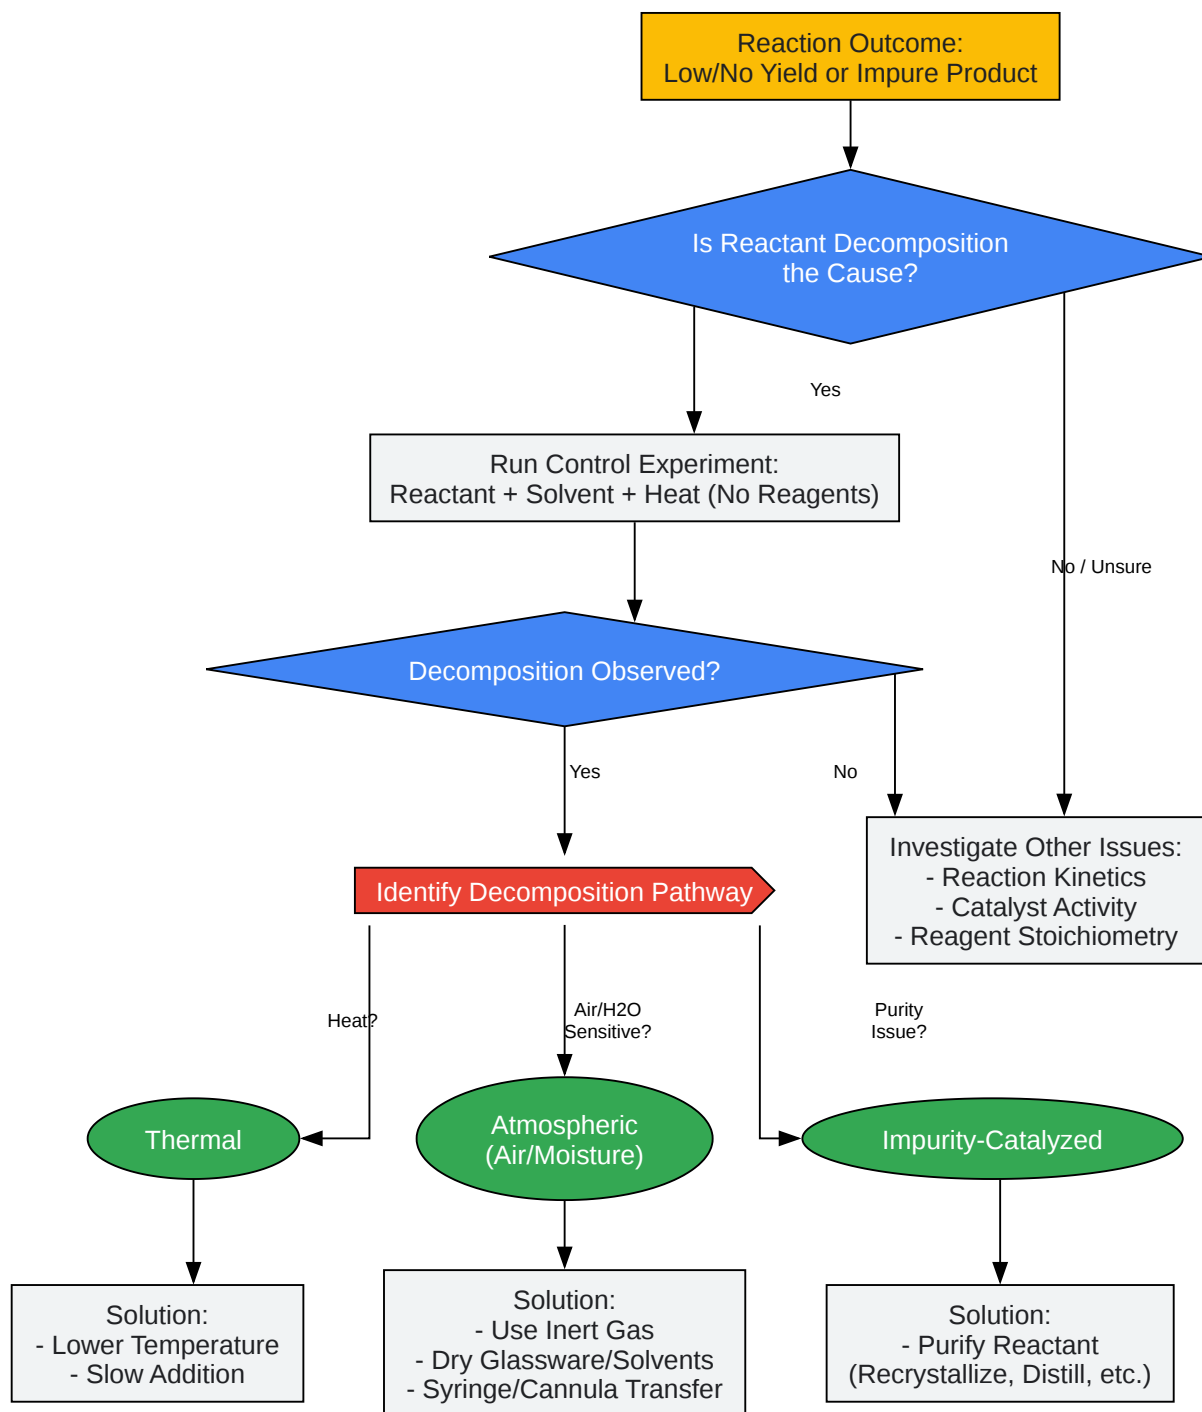 Reaction Outcome:
Low/No Yield or Impure Product
Is Reactant Decomposition
the Cause?
Yes
Run Control Experiment:
Reactant + Solvent + Heat (No Reagents)
No / Unsure
Decomposition Observed?
Yes
No
Investigate Other Issues:
- Reaction Kinetics
- Catalyst Activity
- Reagent Stoichiometry
Identify Decomposition Pathway
Heat?
Air/H2O
Sensitive?
Purity
Issue?
Thermal
Atmospheric
(Air/Moisture)
Impurity-Catalyzed
Solution:
- Lower Temperature
- Slow Addition
Solution:
- Use Inert Gas
- Dry Glassware/Solvents
- Syringe/Cannula Transfer
Solution:
- Purify Reactant
(Recrystallize, Distill, etc.)